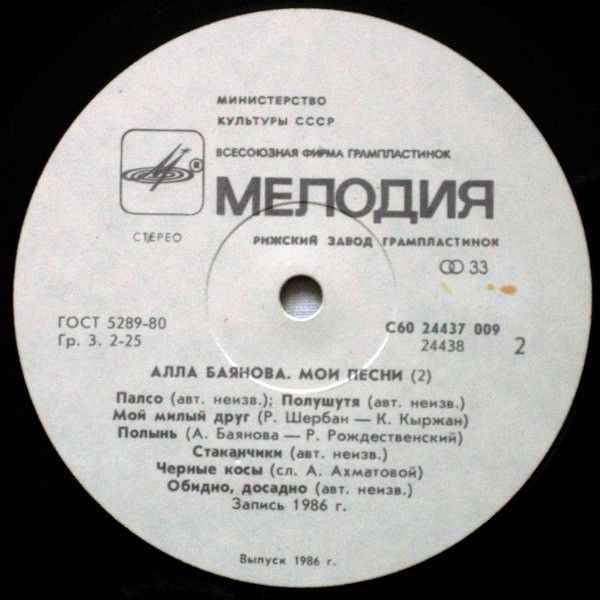 МИНИСТЕРСТВО
КУЛЬТУРЫ СССР
ВСЕСОЮЗНАЯ ФИРМА ГРАМПЛАСТИНОК
®
МЕЛОДИЯ
СТЕРЕО
РИЖСКИЙ ЗАВОД ГРАМПЛАСТИНОК
33
ГОСТ 5289-80
Гр. 3. 2-25
С60 24437 009
24438
2
АЛЛА БАЯНОВА. МОИ ПЕСНИ (2)
Палсо (авт. неизв.); Полушутя (авт. неизв.)
Мой милый друг (Р. Шербан — К. Кыржан)
Полынь (А. Баянова — Р. Рождественский)
Стаканчики (авт. неизв.)
Черные косы (сл. А. Ахматовой)
Обидно, досадно (авт. неизв.)
Запись 1986 г.
Выпуск 1986 г.